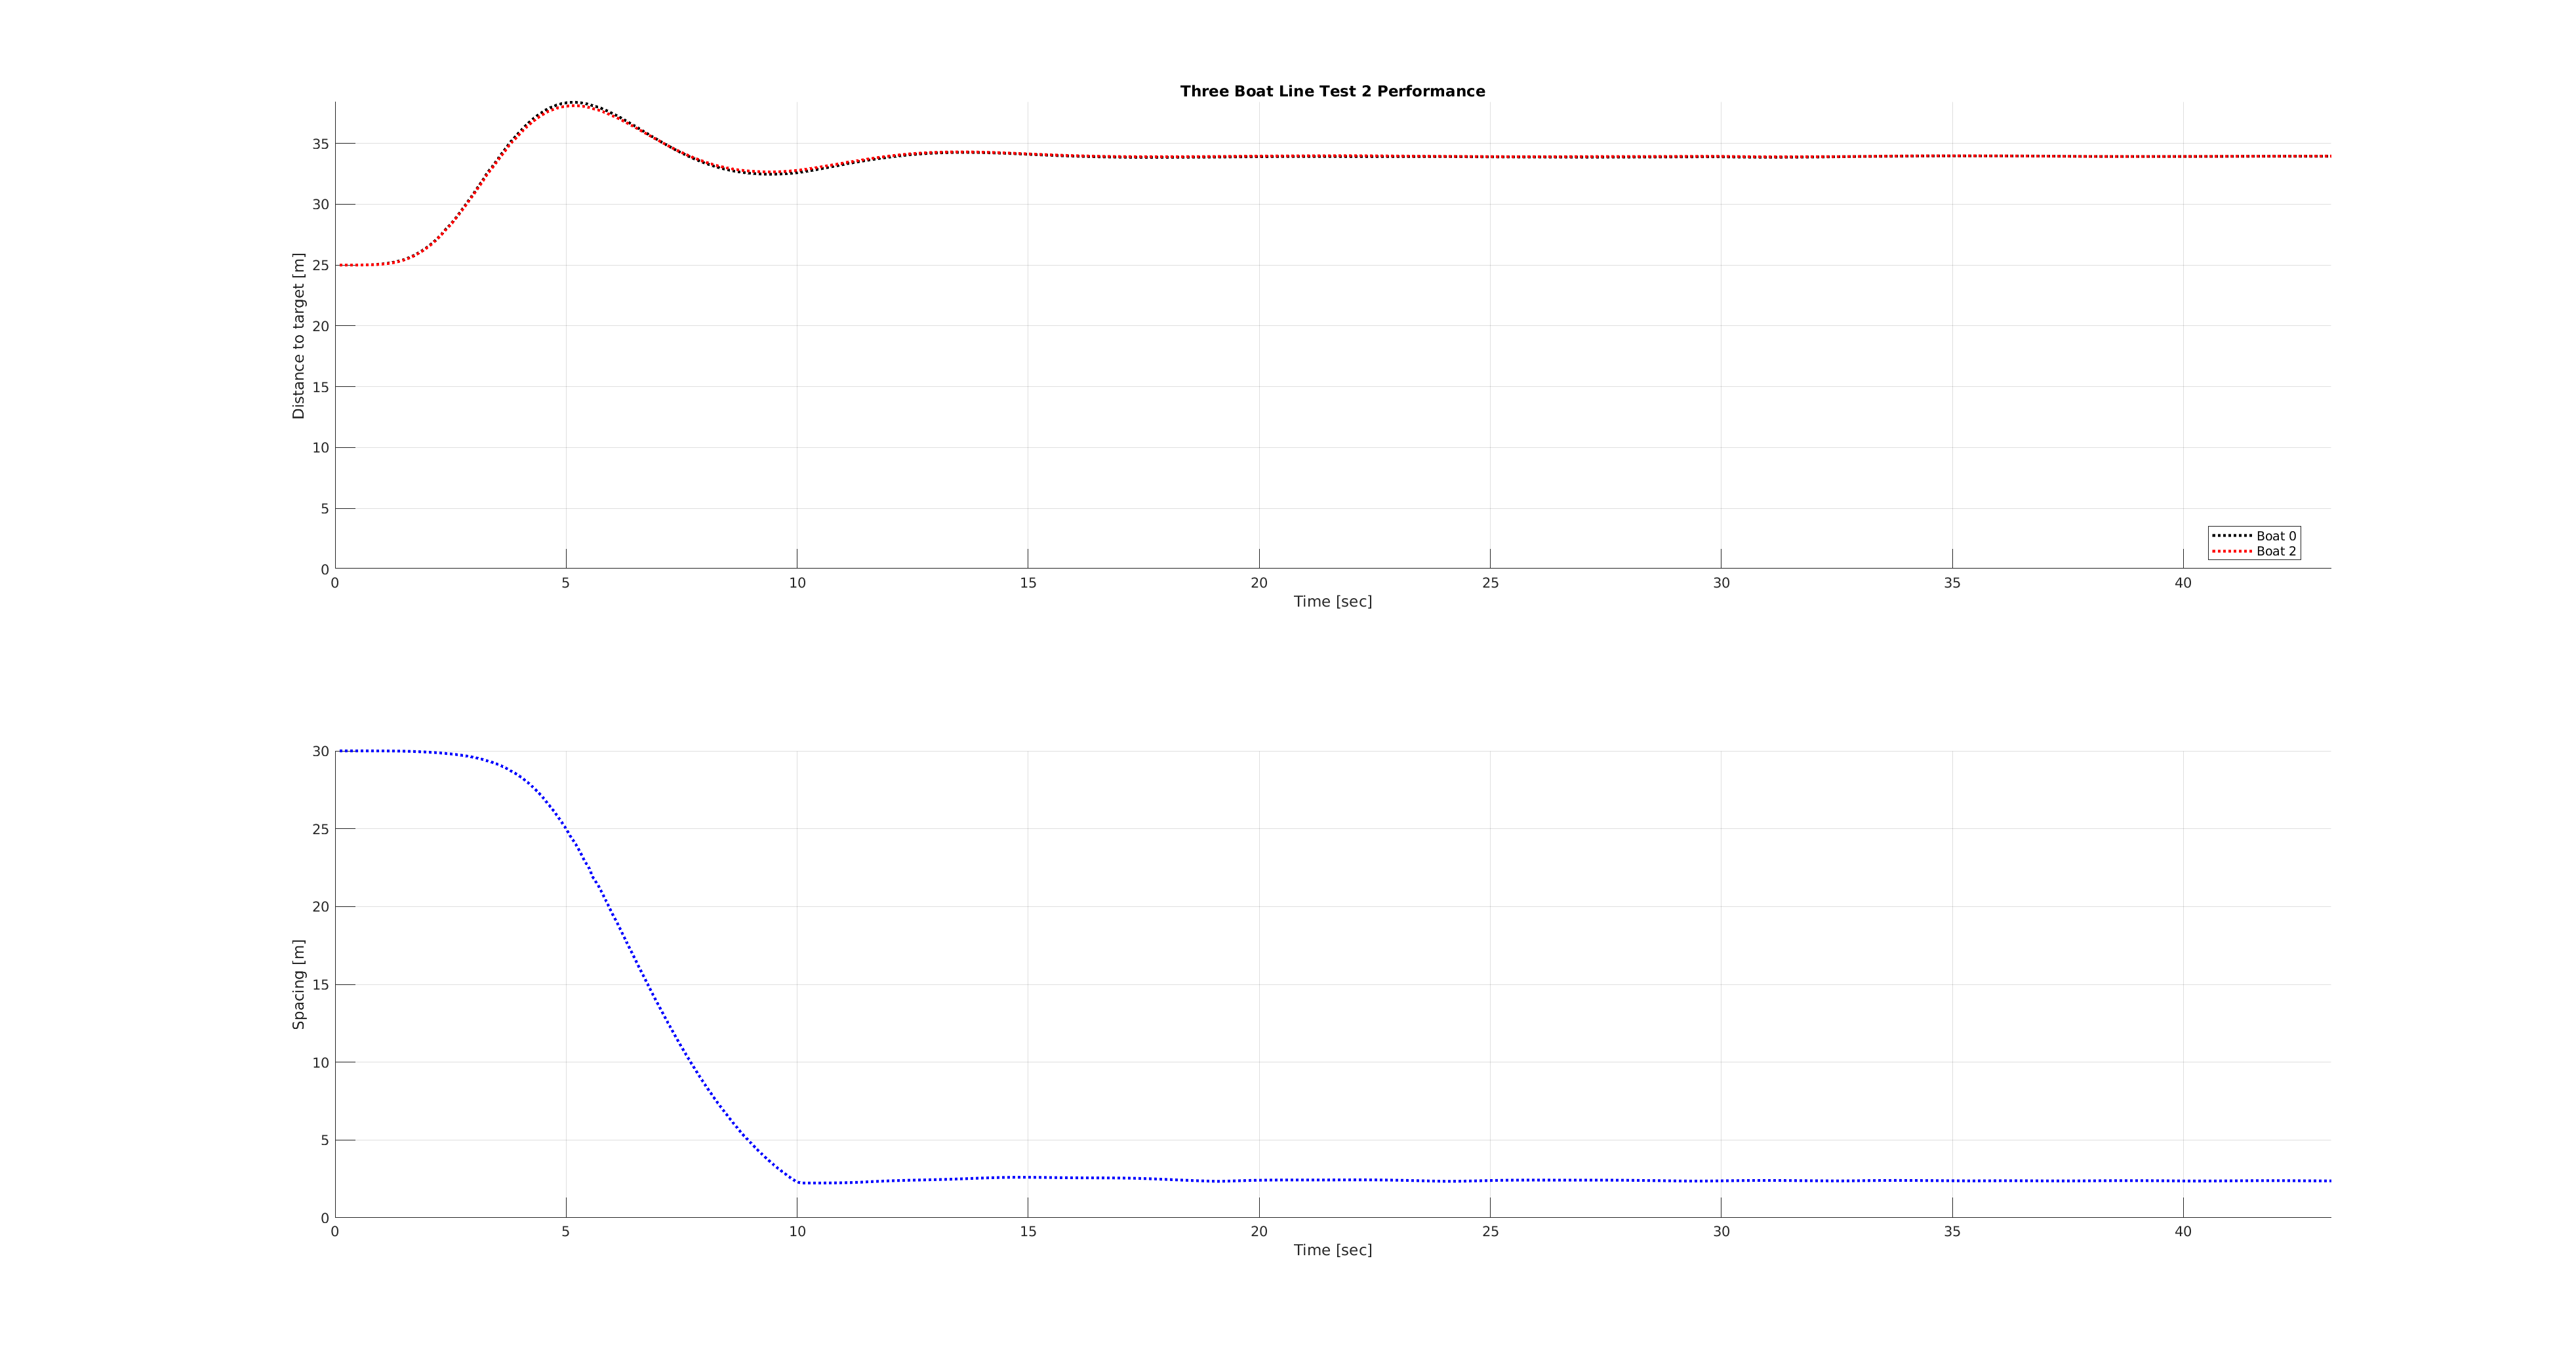 Three Boat Line Test 2 Performance
Distance to target [m]
35
30
25
20
15
10
5
0
0 5 10 15 20 25 30 35 40
Time [sec]
Boat 0
Boat 2
Spacing [m]
30
25
20
15
10
5
0
0 5 10 15 20 25 30 35 40
Time [sec]